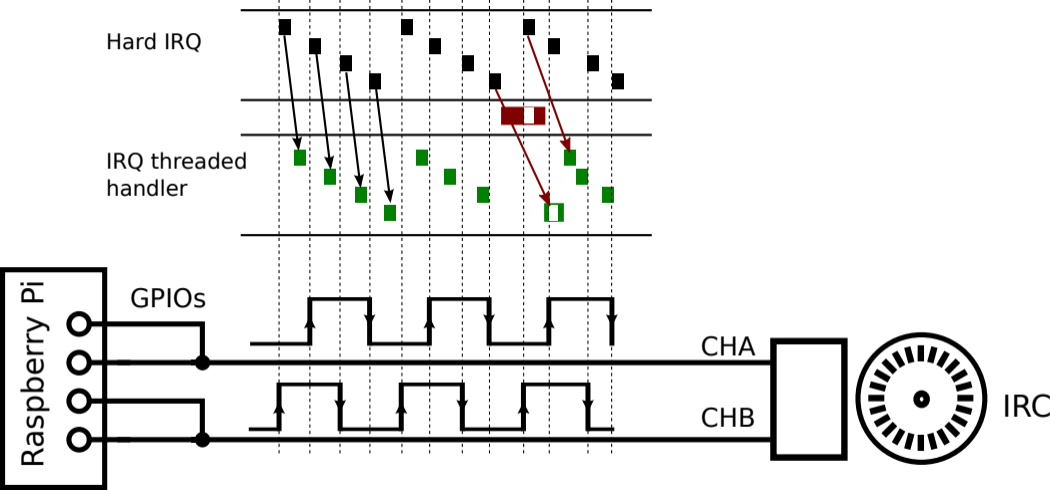 Hard IRQ
IRQ threaded
handler
GPIOs
Raspberry Pi
CHA
CHB
IRC